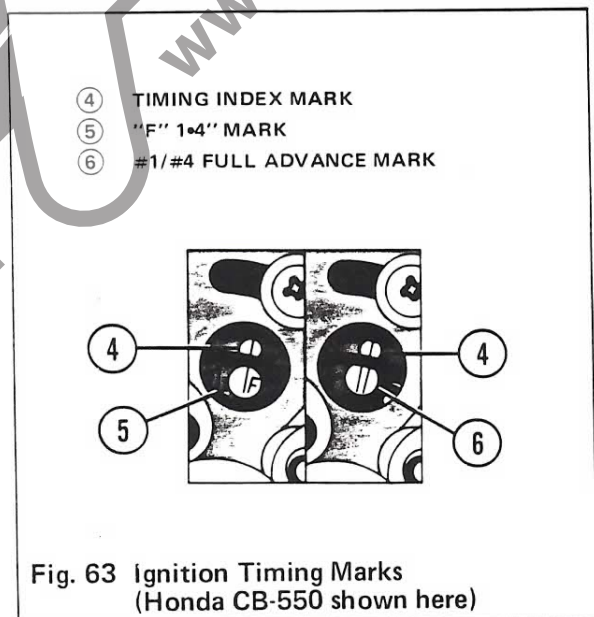 www
④ TIMING INDEX MARK
⑤ "F" 1•4" MARK
⑥ #1/#4 FULL ADVANCE MARK
4 4
F
5 6
Fig. 63 Ignition Timing Marks
(Honda CB-550 shown here)